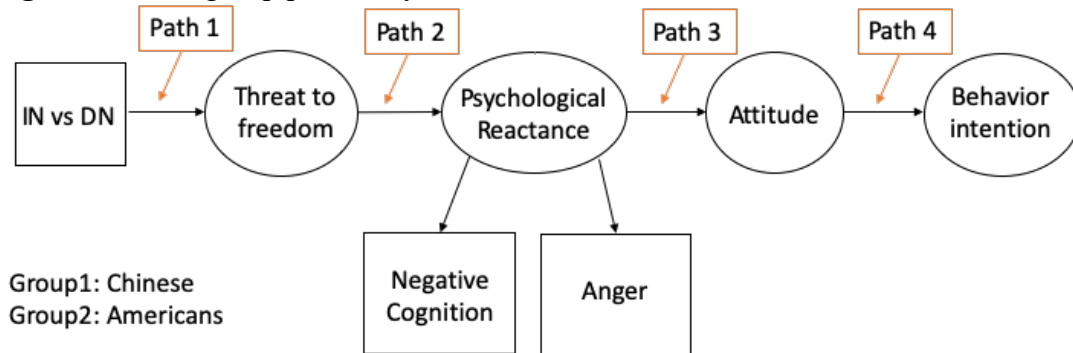 Path 1
Path 2
Path 3
Path 4
IN vs DN
Threat to
freedom
Psychological
Reactance
Attitude
Behavior
intention
Negative
Cognition
Anger
Group1: Chinese
Group2: Americans